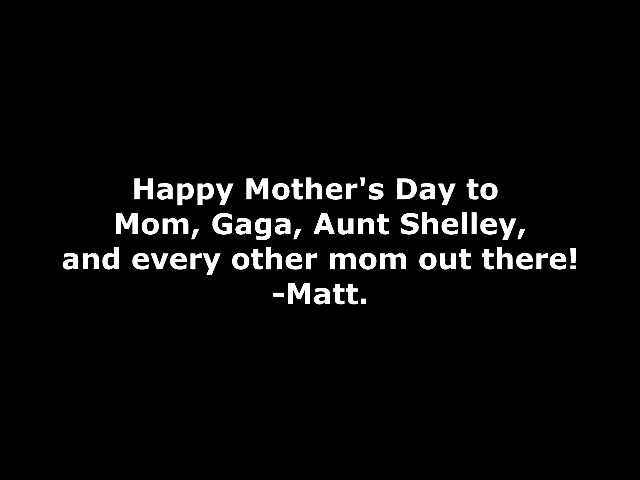 Happy Mother's Day to
Mom, Gaga, Aunt Shelley,
and every other mom out there!
-Matt.